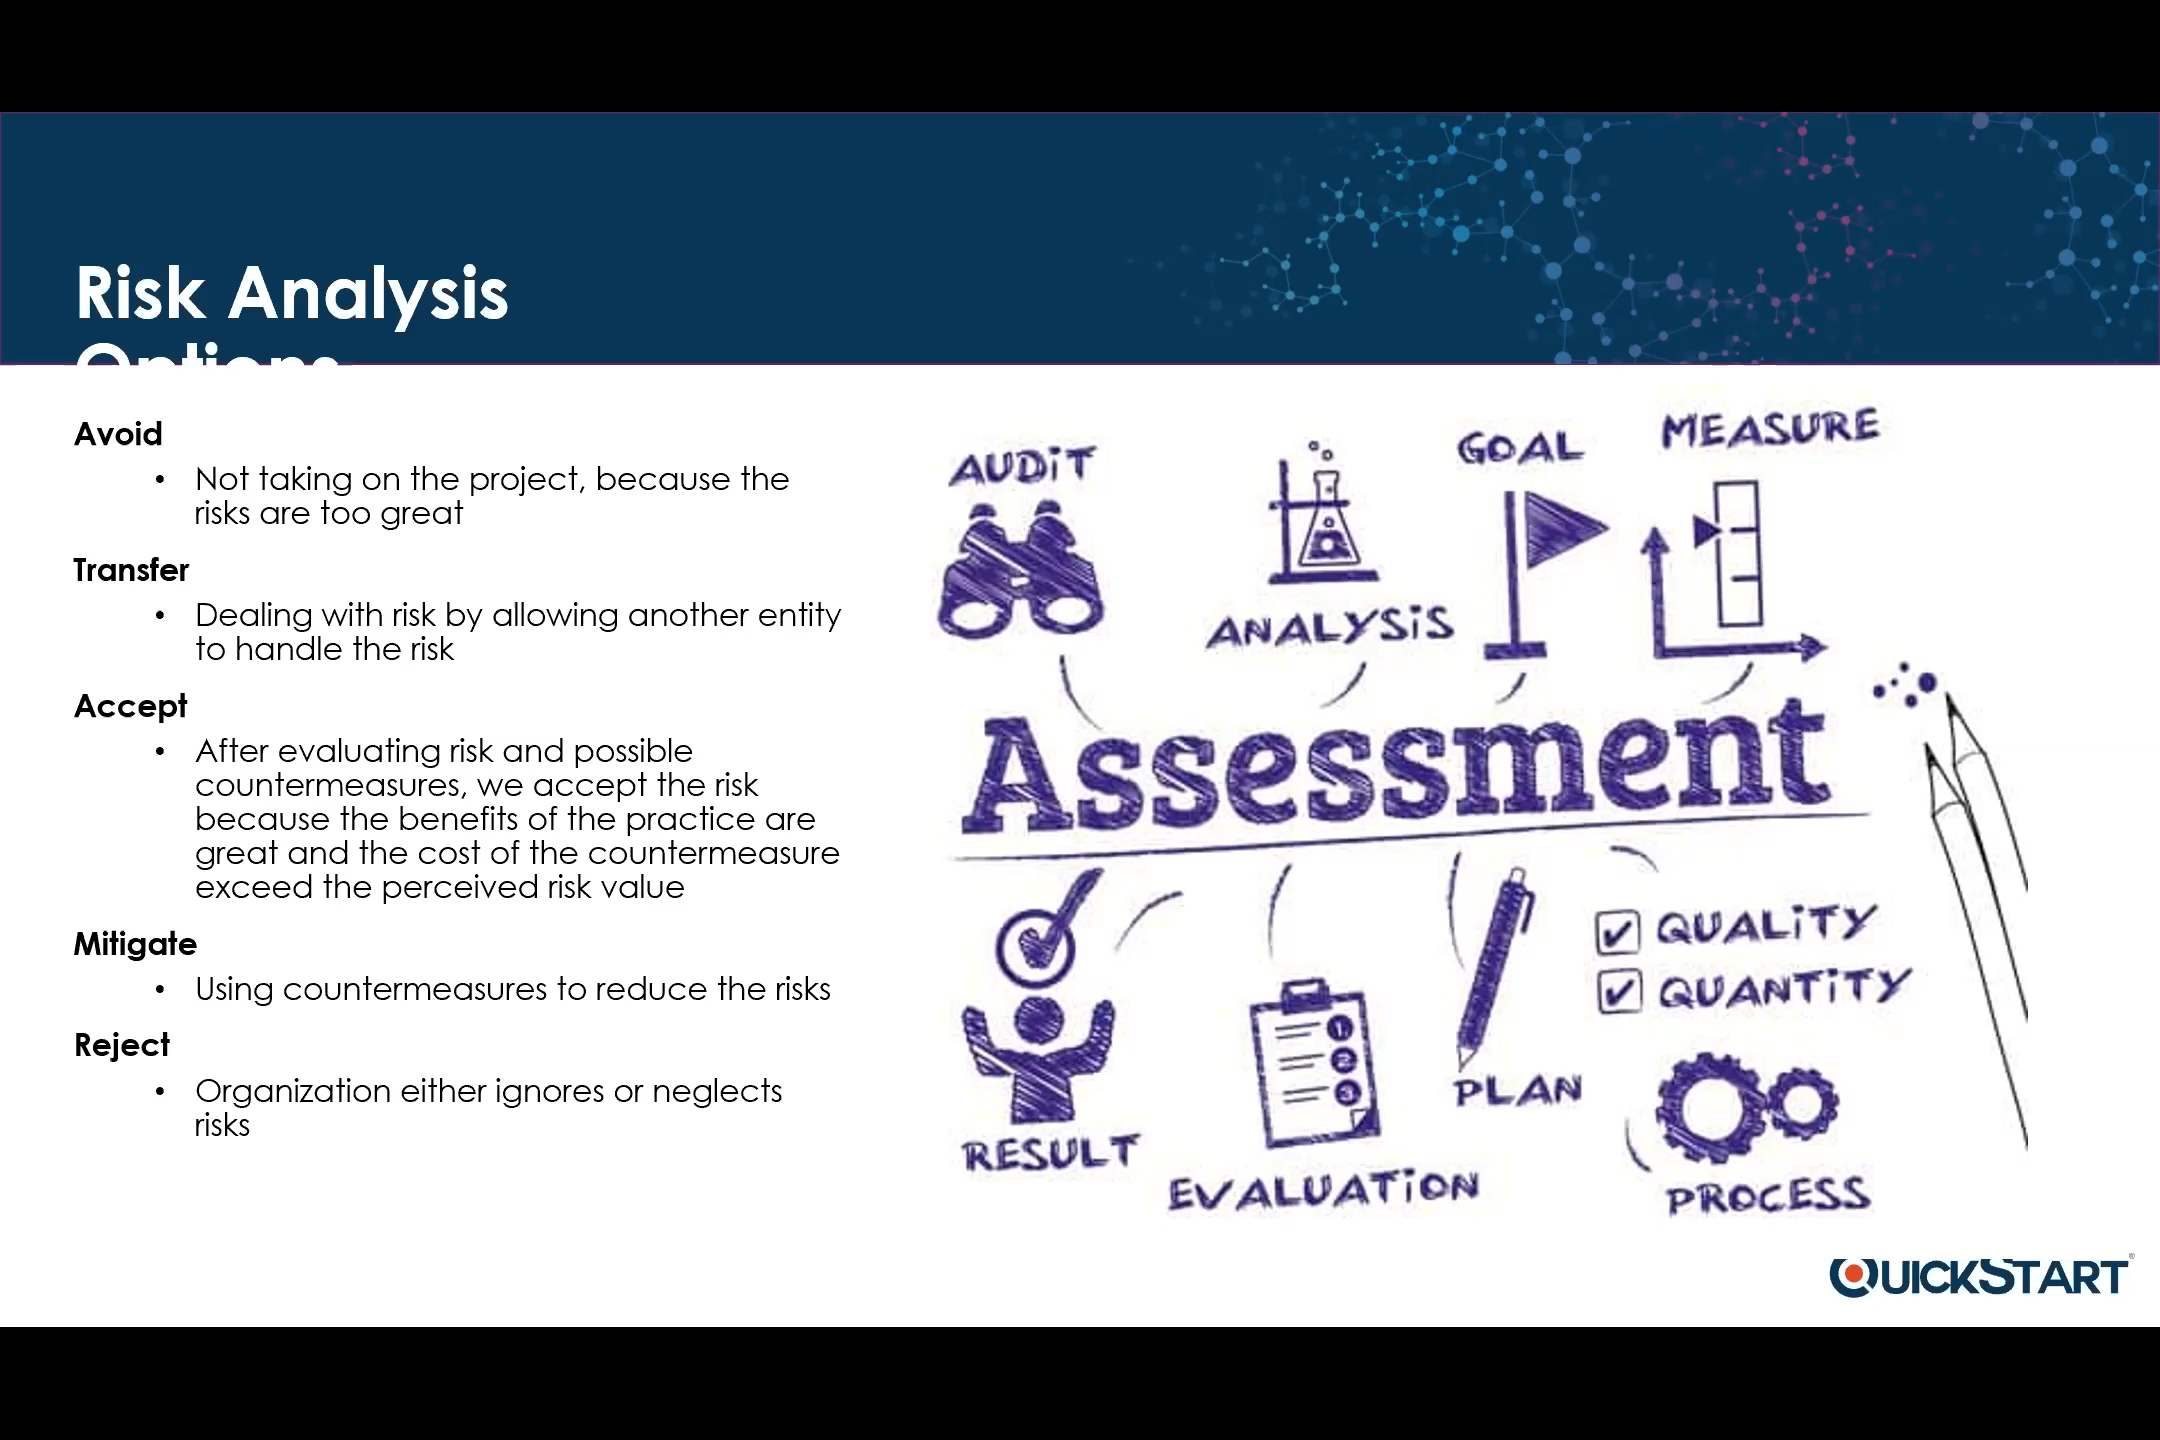 Risk Analysis
Options
Avoid
• Not taking on the project, because the
risks are too great
Transfer
• Dealing with risk by allowing another entity
to handle the risk
Accept
• After evaluating risk and possible
countermeasures, we accept the risk
because the benefits of the practice are
great and the cost of the countermeasure
exceed the perceived risk value
Mitigate
• Using countermeasures to reduce the risks
Reject
• Organization either ignores or neglects
risks
AUDiT
ANALYSiS
GOAL
MEASURE
Assessment
RESULT
EVALUATiON
1
2
3
PLAN
QUALiTY
QUANTiTY
PROCESS
QUICKSTART®